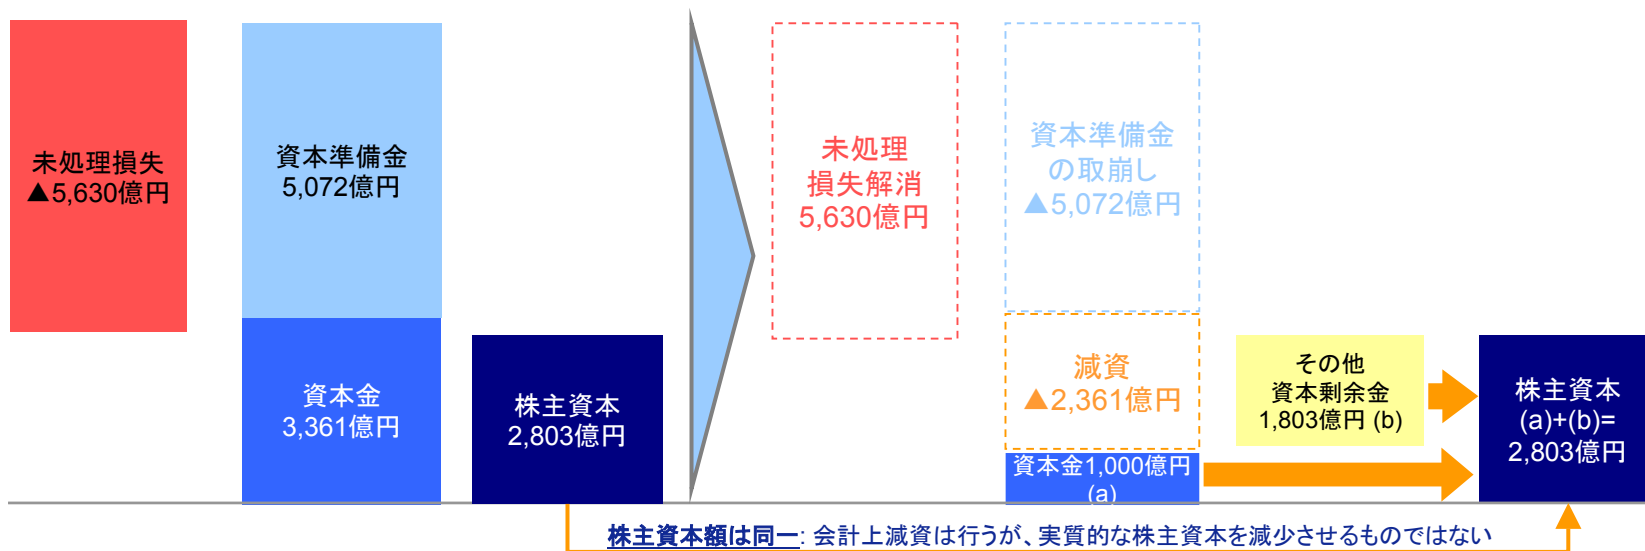 未処理損失
▲5,630億円
資本準備金
5,072億円
資本金
3,361億円
株主資本
2,803億円
未処理
損失解消
5,630億円
資本準備金
の取崩し
▲5,072億円
減資
▲2,361億円
資本金1,000億円
(a)
その他
資本剰余金
1,803億円 (b)
株主資本
(a)+(b)=
2,803億円
株主資本額は同一: 会計上減資は行うが、実質的な株主資本を減少させるものではない